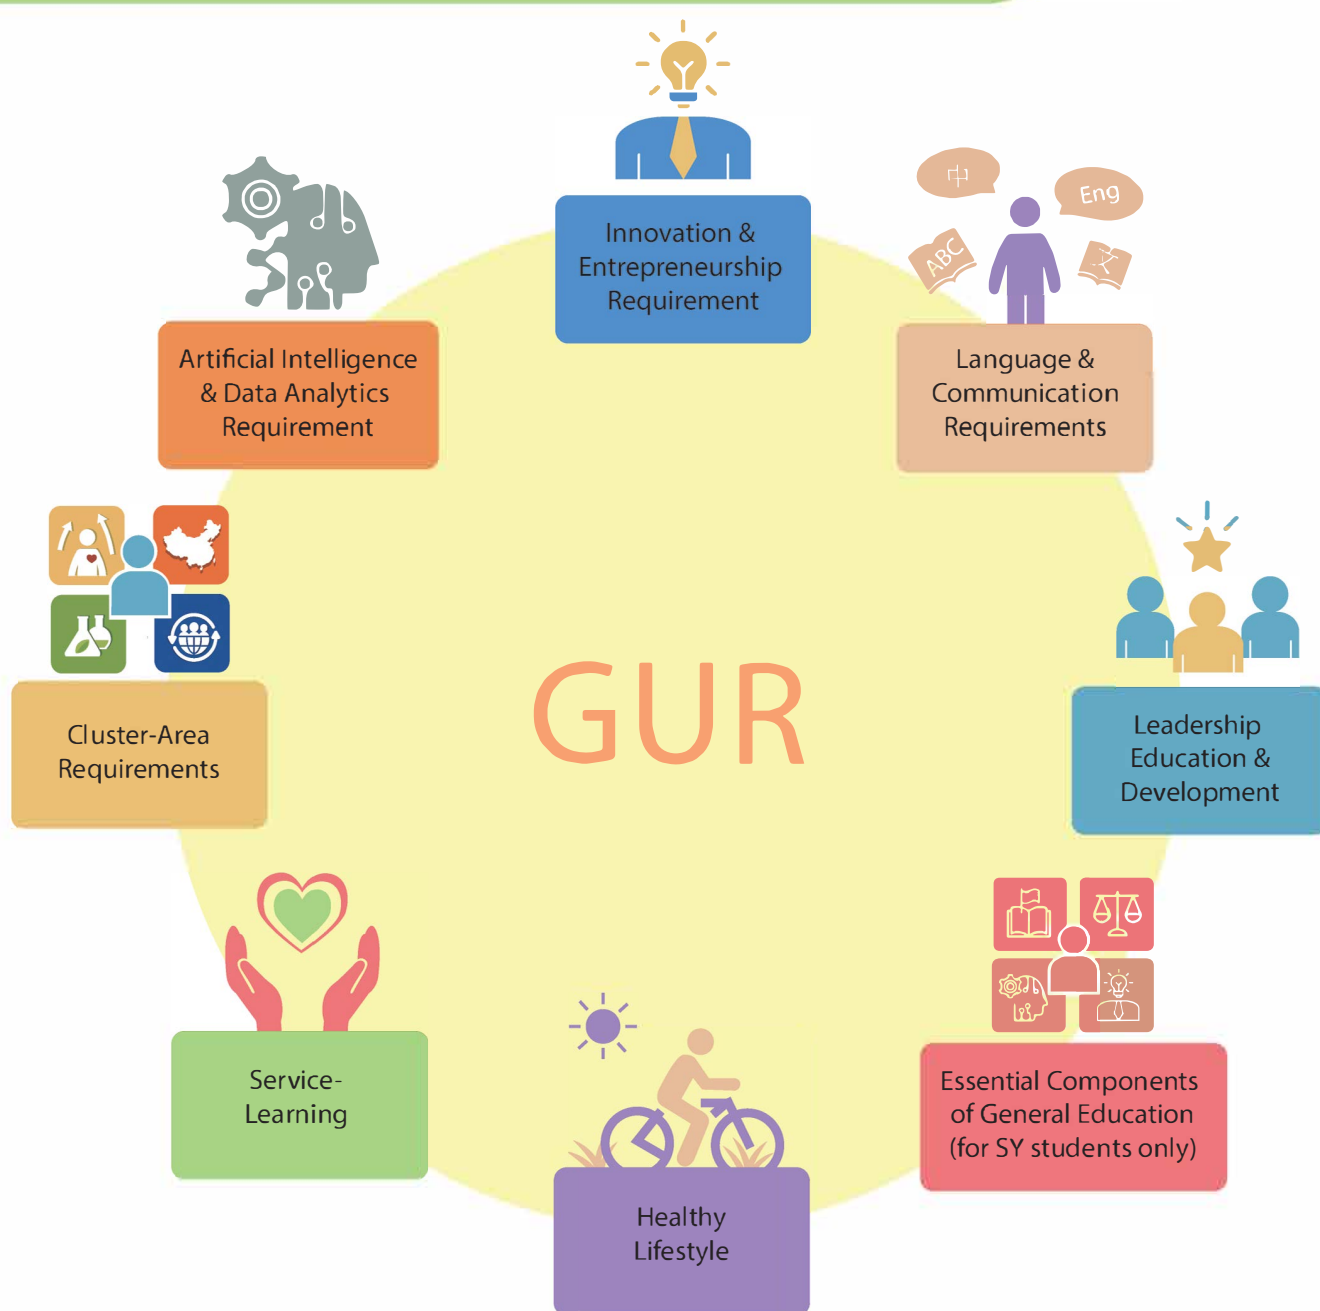 Innovation &
Entrepreneurship
Requirement
中
Eng
ABC
Artificial Intelligence
& Data Analytics
Requirement
Language &
Communication
Requirements
Cluster-Area
Requirements
GUR
Leadership
Education &
Development
Service-
Learning
Essential Components
of General Education
(for SY students only)
Healthy
Lifestyle